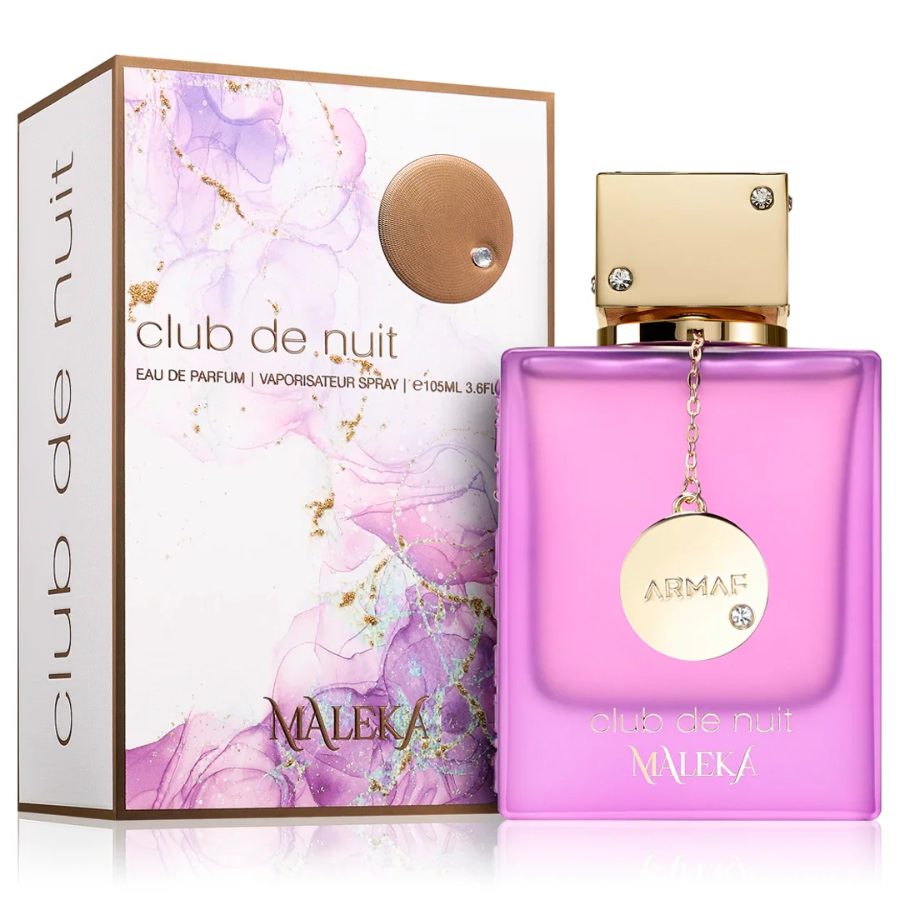 club de nuit
club de nuit
EAU DE PARFUM | VAPORISATEUR SPRAY | e105ML 3.6FL
MALEKA
ARMAF
club de nuit
MALEKA